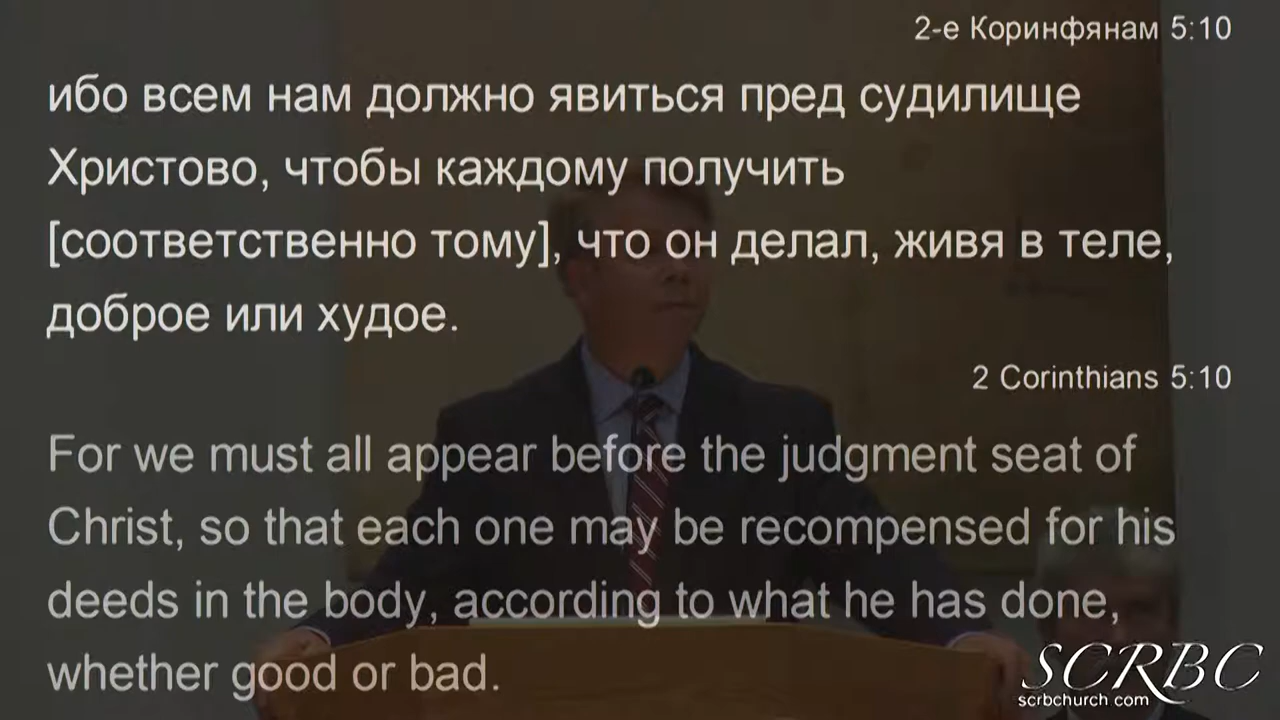 2-е Коринфянам 5:10
ибо всем нам должно явиться пред судилище
Христово, чтобы каждому получить
[соответственно тому], что он делал, живя в теле,
доброе или худое.
2 Corinthians 5:10
For we must all appear before the judgment seat of
Christ, so that each one may be recompensed for his
deeds in the body, according to what he has done,
whether good or bad.
SCRBC
scrbchurch.com